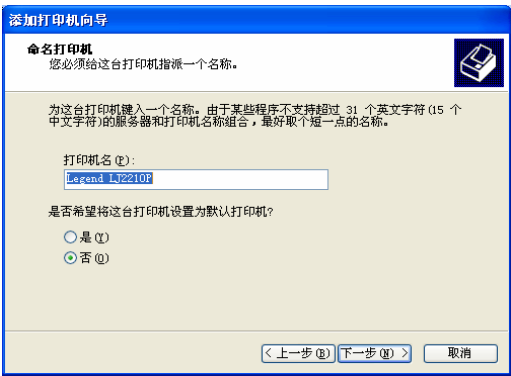 添加打印机向导
命名打印机
您必须给这台打印机指派一个名称。
为这台打印机键入一个名称。由于某些程序不支持超过 31 个英文字符(15 个
中文字符)的服务器和打印机名称组合，最好取个短一点的名称。
打印机名(P):
Legend LJ2210P
是否希望将这台打印机设置为默认打印机?
是(Y)
否(O)
< 上一步(B) 下一步(N) > 取消